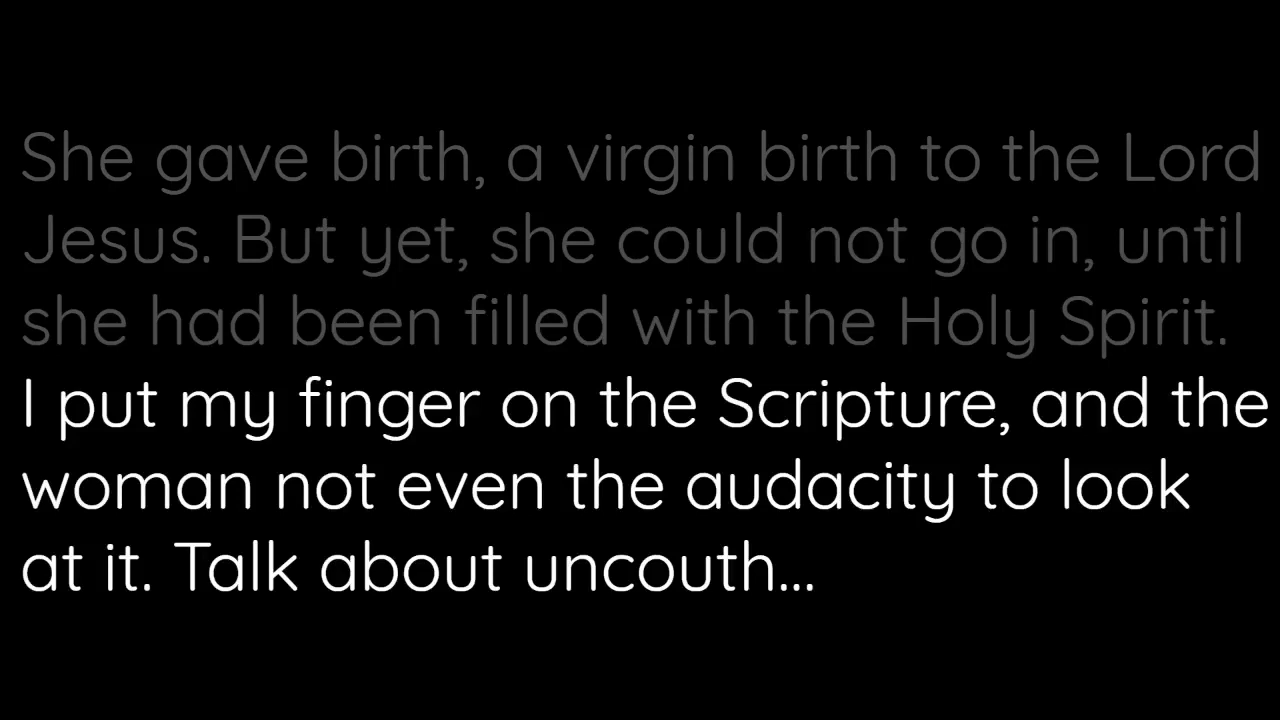 She gave birth, a virgin birth to the Lord
Jesus. But yet, she could not go in, until
she had been filled with the Holy Spirit.
I put my finger on the Scripture, and the
woman not even the audacity to look
at it. Talk about uncouth...